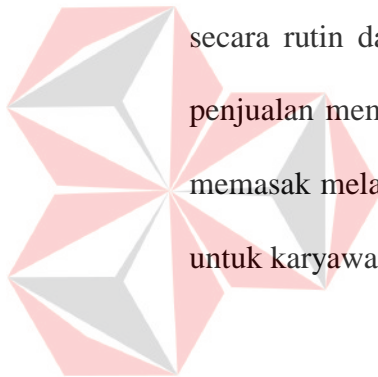 secara rutin da
penjualan men
memasak mela
untuk karyawa